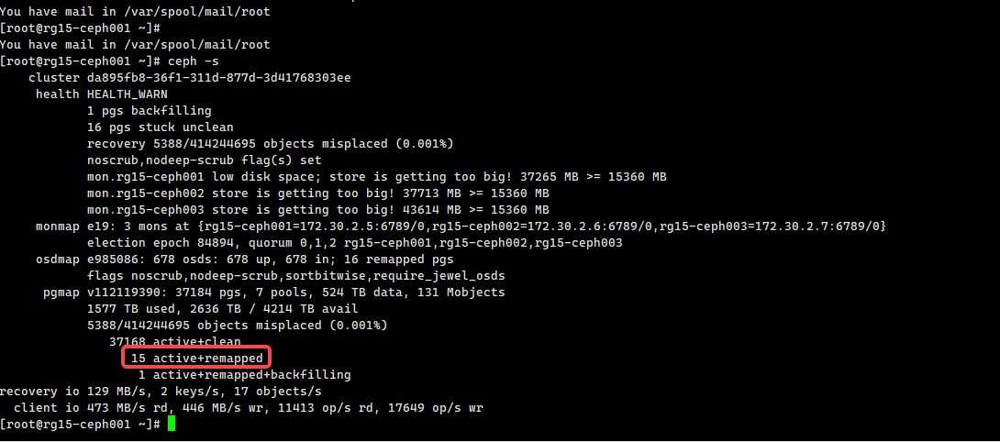 You have mail in /var/spool/mail/root
[root@rg15-ceph001 ~]#
You have mail in /var/spool/mail/root
[root@rg15-ceph001 ~]# ceph -s
    cluster da895fb8-36f1-311d-877d-3d41768303ee
     health HEALTH_WARN
            1 pgs backfilling
            16 pgs stuck unclean
            recovery 5388/414244695 objects misplaced (0.001%)
            noscrub,nodeep-scrub flag(s) set
            mon.rg15-ceph001 low disk space; store is getting too big! 37265 MB >= 15360 MB
            mon.rg15-ceph002 store is getting too big! 37713 MB >= 15360 MB
            mon.rg15-ceph003 store is getting too big! 43614 MB >= 15360 MB
     monmap e19: 3 mons at {rg15-ceph001=172.30.2.5:6789/0,rg15-ceph002=172.30.2.6:6789/0,rg15-ceph003=172.30.2.7:6789/0}
            election epoch 84894, quorum 0,1,2 rg15-ceph001,rg15-ceph002,rg15-ceph003
     osdmap e985086: 678 osds: 678 up, 678 in; 16 remapped pgs
            flags noscrub,nodeep-scrub,sortbitwise,require_jewel_osds
      pgmap v112119390: 37184 pgs, 7 pools, 524 TB data, 131 Mobjects
            1577 TB used, 2636 TB / 4214 TB avail
            5388/414244695 objects misplaced (0.001%)
               37168 active+clean
                  15 active+remapped
                   1 active+remapped+backfilling
recovery io 129 MB/s, 2 keys/s, 17 objects/s
  client io 473 MB/s rd, 446 MB/s wr, 11413 op/s rd, 17649 op/s wr
[root@rg15-ceph001 ~]#